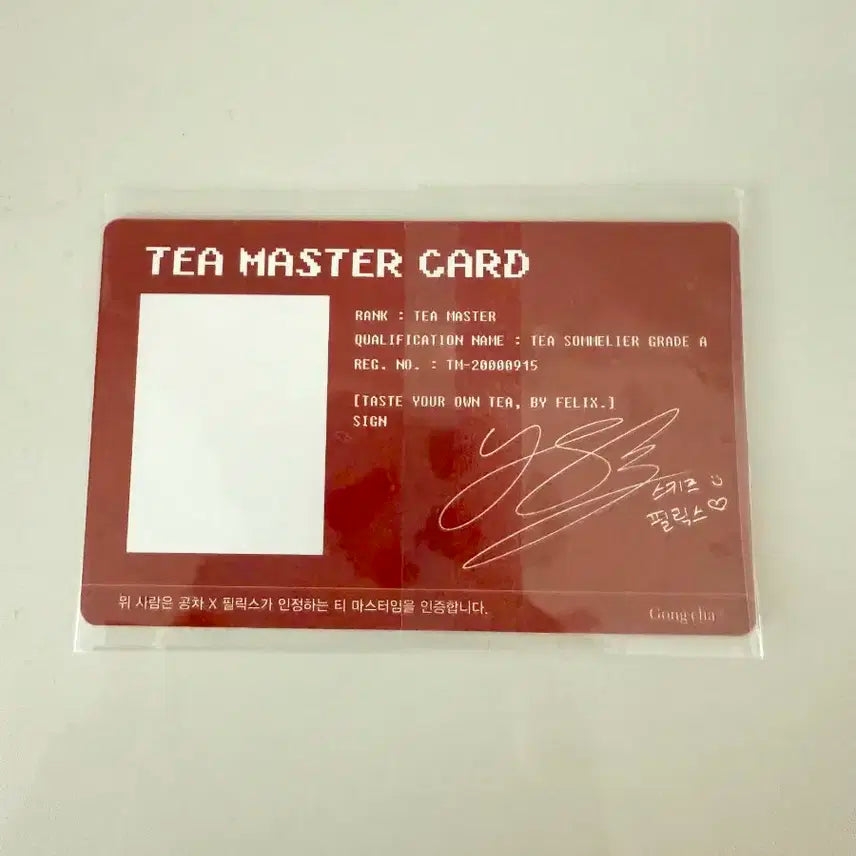 TEA MASTER CARD
RANK : TEA MASTER
QUALIFICATION NAME : TEA SOMMELIER GRADE A
REG. NO. : TM-20000915
[TASTE YOUR OWN TEA, BY FELIX.]
SIGN
스키즈
필릭스♡
위 사람은 공차 X 필릭스가 인정하는 티 마스터임을 인증합니다.
Gong cha